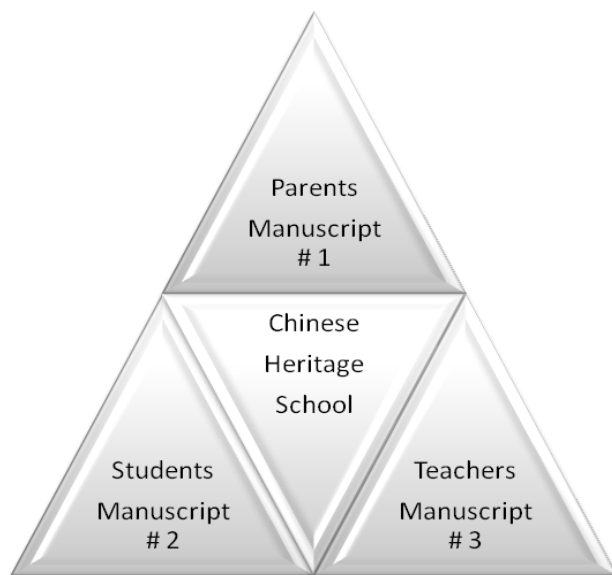 Parents
Manuscript
# 1
Chinese
Heritage
School
Students
Manuscript
# 2
Teachers
Manuscript
# 3